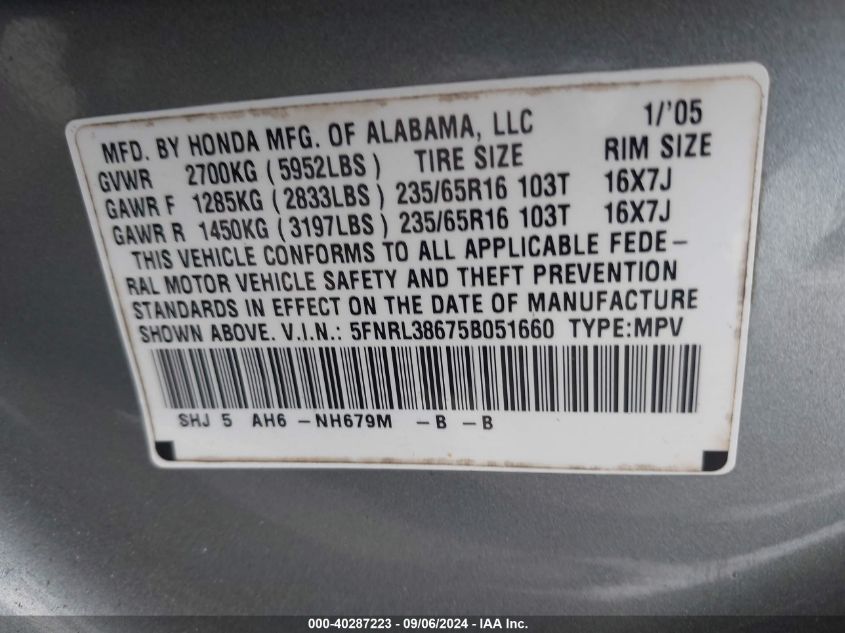 MFD. BY HONDA MFG. OF ALABAMA, LLC 1/'05
GVWR 2700KG (5952LBS) TIRE SIZE RIM SIZE
GAWR F 1285KG (2833LBS) 235/65R16 103T 16X7J
GAWR R 1450KG (3197LBS) 235/65R16 103T 16X7J
THIS VEHICLE CONFORMS TO ALL APPLICABLE FEDE-
RAL MOTOR VEHICLE SAFETY AND THEFT PREVENTION
STANDARDS IN EFFECT ON THE DATE OF MANUFACTURE
SHOWN ABOVE. V.I.N.: 5FNRL38675B051660 TYPE:MPV
SHJ 5 AH6 -NH679M -B -B
000-40287223 - 09/06/2024 - IAA Inc.